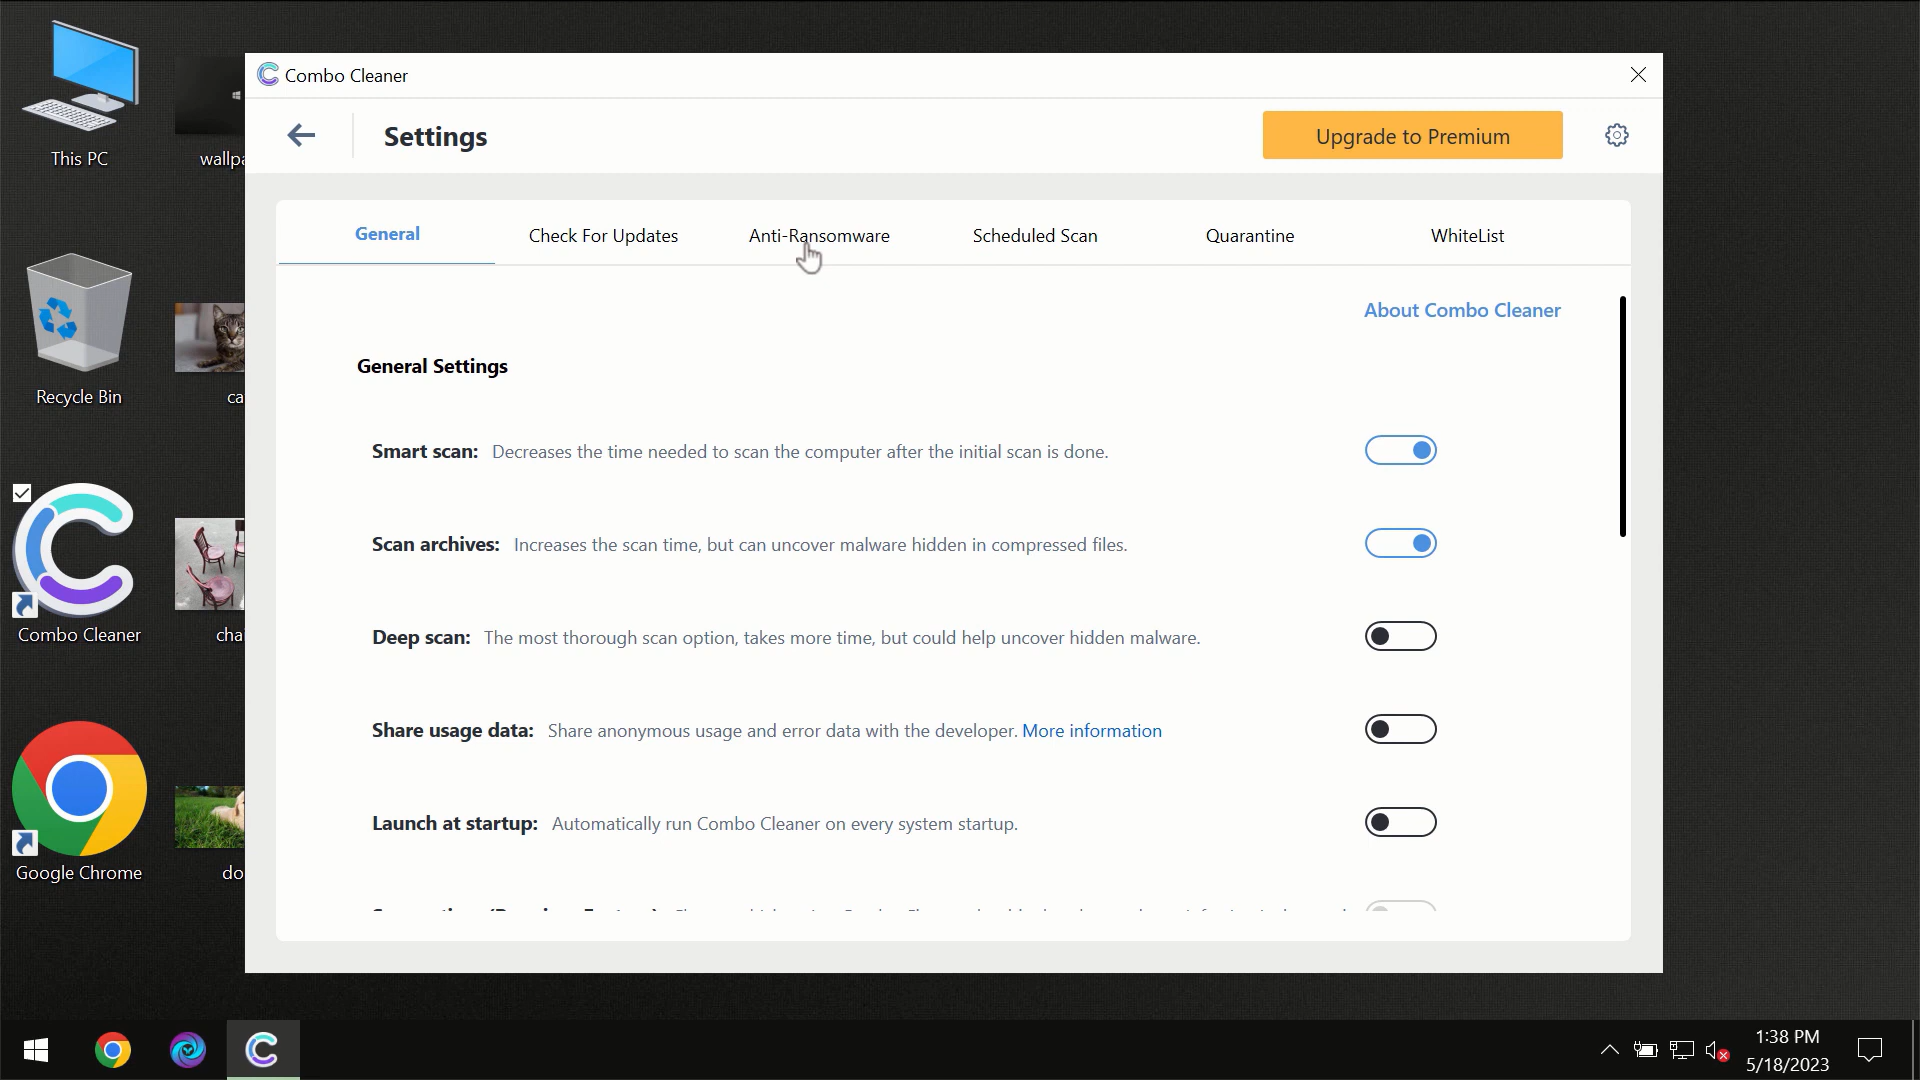 Combo Cleaner
Settings
Upgrade to Premium
General
Check For Updates
Anti-Ransomware
Scheduled Scan
Quarantine
WhiteList
About Combo Cleaner
General Settings
Smart scan: Decreases the time needed to scan the computer after the initial scan is done.
Scan archives: Increases the scan time, but can uncover malware hidden in compressed files.
Deep scan: The most thorough scan option, takes more time, but could help uncover hidden malware.
Share usage data: Share anonymous usage and error data with the developer. More information
Launch at startup: Automatically run Combo Cleaner on every system startup.
This PC
wallpa
Recycle Bin
ca
Combo Cleaner
chai
Google Chrome
do
1:38 PM
5/18/2023